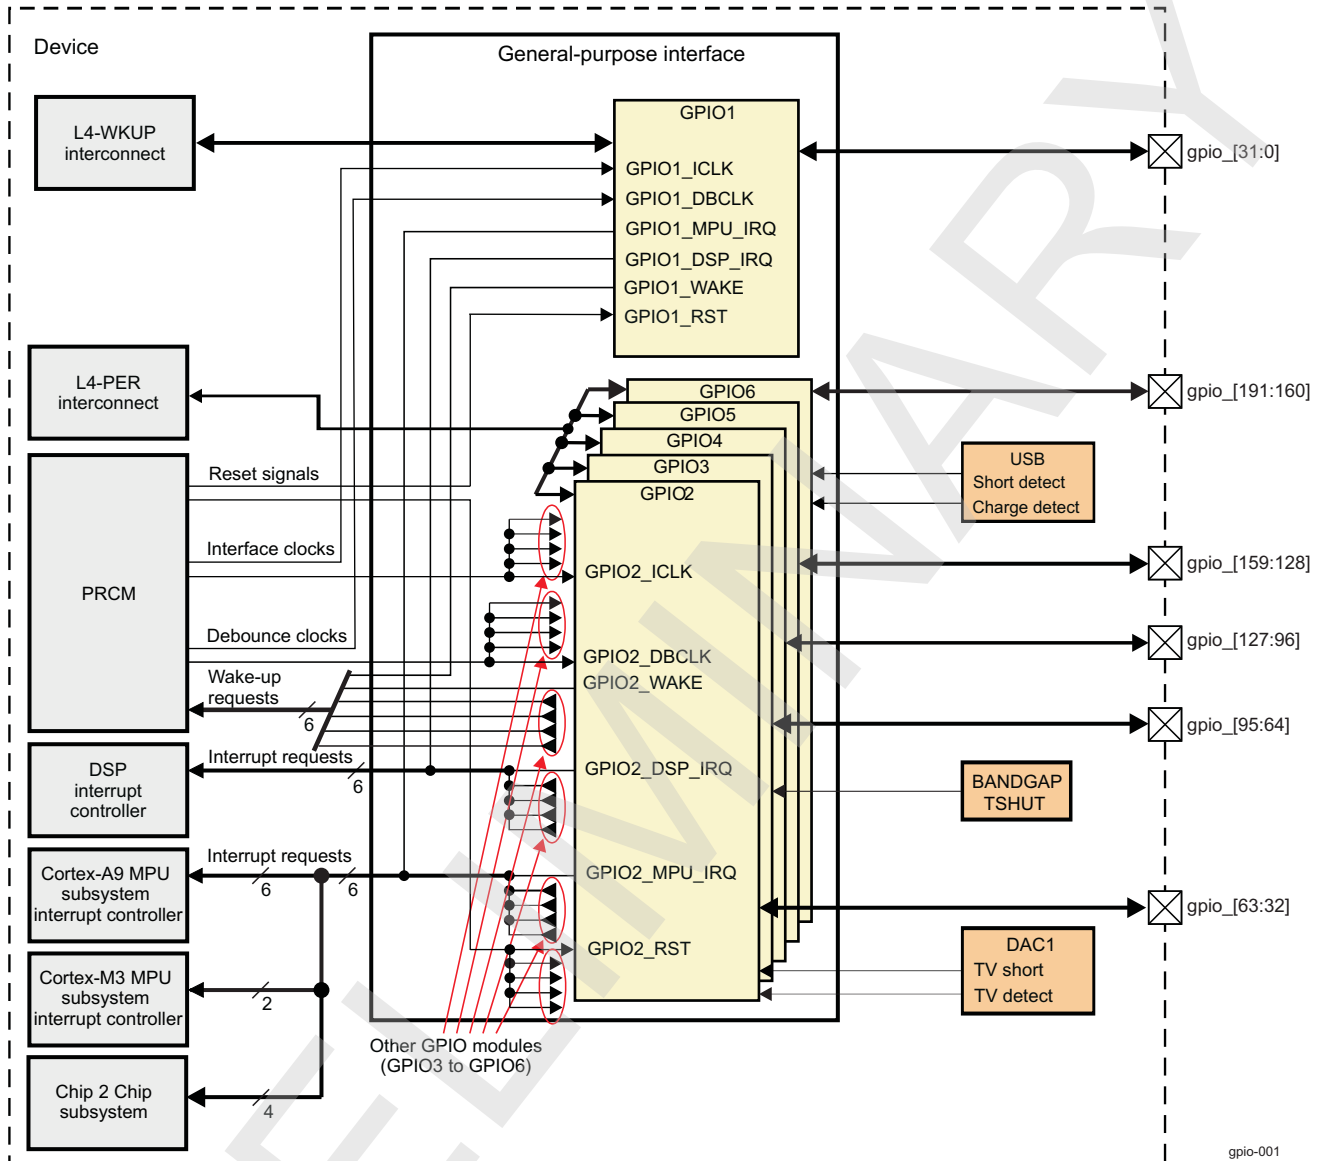 Device
General-purpose interface
L4-WKUP
interconnect
GPIO1
GPIO1_ICLK
GPIO1_DBCLK
GPIO1_MPU_IRQ
GPIO1_DSP_IRQ
GPIO1_WAKE
GPIO1_RST
gpio_[31:0]
L4-PER
interconnect
GPIO6
GPIO5
GPIO4
GPIO3
GPIO2
gpio_[191:160]
USB
Short detect
Charge detect
PRCM
Reset signals
Interface clocks
Debounce clocks
Wake-up
requests
6
6
GPIO2_ICLK
GPIO2_DBCLK
GPIO2_WAKE
gpio_[159:128]
gpio_[127:96]
gpio_[95:64]
DSP
interrupt
controller
Interrupt requests
6
GPIO2_DSP_IRQ
BANDGAP
TSHUT
Cortex-A9 MPU
subsystem
interrupt controller
Interrupt requests
6
6
GPIO2_MPU_IRQ
GPIO2_RST
gpio_[63:32]
DAC1
TV short
TV detect
Cortex-M3 MPU
subsystem
interrupt controller
2
Other GPIO modules
(GPIO3 to GPIO6)
Chip 2 Chip
subsystem
4
gpio-001
ELIMINARY